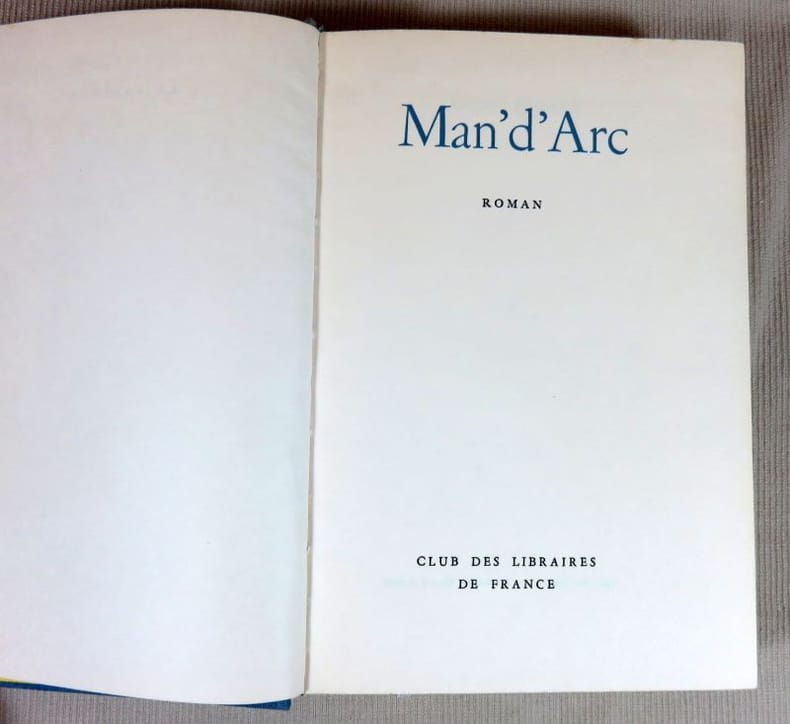 Man’d’Arc
ROMAN
CLUB DES LIBRAIRES
DE FRANCE